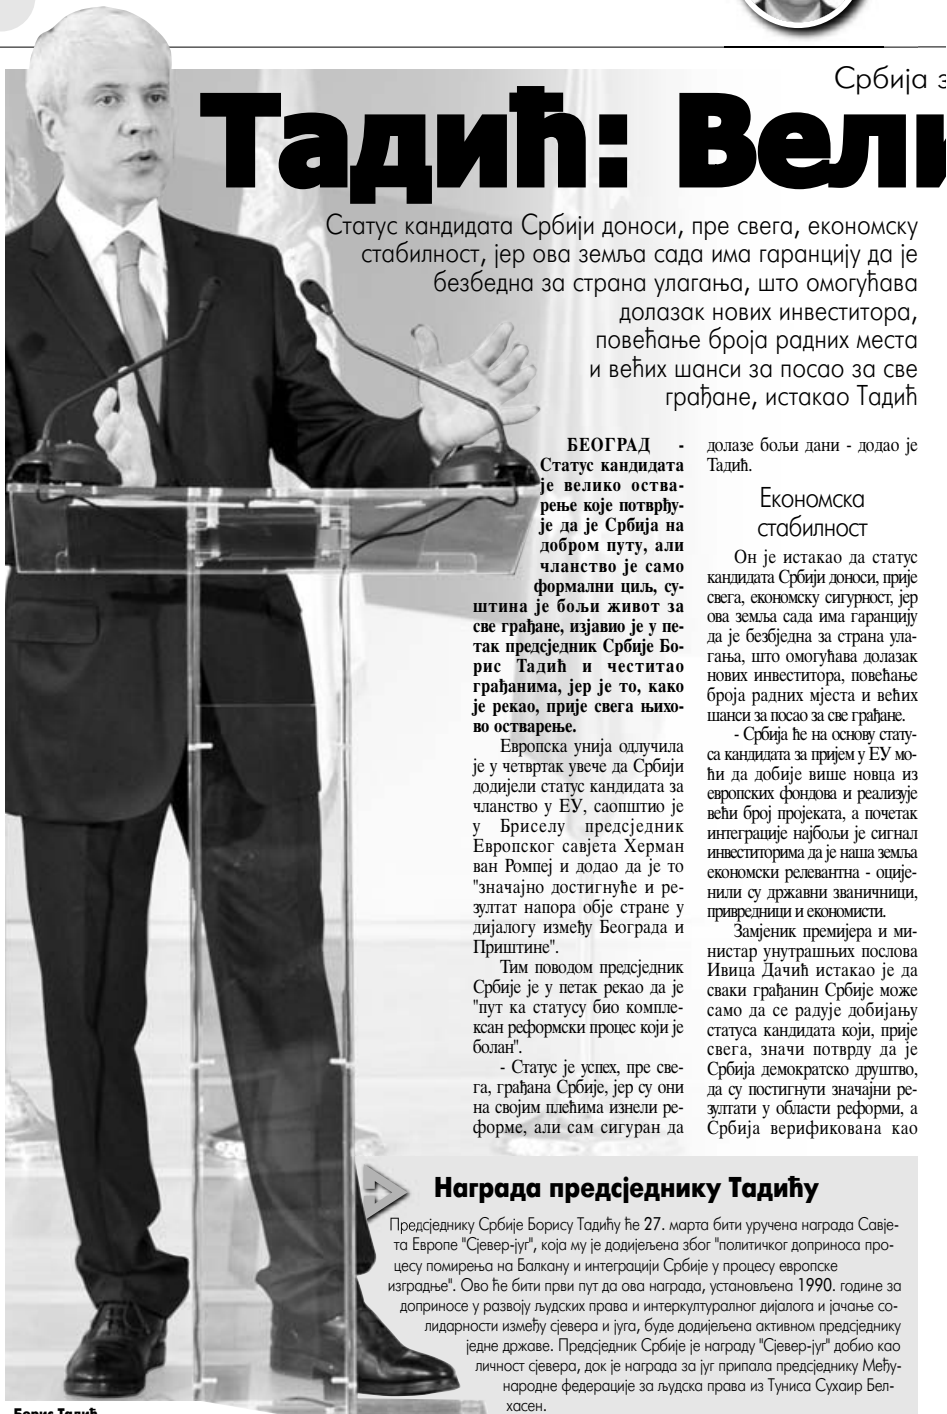 Србија
Тадић:
Статус кандидата Србији доноси, пре свега, економску
стабилност, јер ова земља сада има гаранцију да је
безбедна за страна улагања, што омогућава
долазак нових инвеститора,
повећање броја радних места
и већих шанси за посао за све
грађане, истакао Тадић
БЕОГРАД -
Статус кандидата
је велико оства-
рење које потврђу-
је да је Србија на
добром путу, али
чланство је само
формални циљ, су-
штина је бољи живот за
све грађане, изјавио је у пе-
так предсједник Србије Бо-
рис Тадић и честитао
грађанима, јер је то, како
је рекао, прије свега њихо-
во остварење.
Европска унија одлучила
је у четвртак увече да Србији
додијели статус кандидата за
чланство у ЕУ, саопштио је
у Бриселу предсједник
Европског савјета Херман
ван Ромпеј и додао да је то
"значајно достигнуће и ре-
зултат напора обје стране у
дијалогу између Београда и
Приштине".
Тим поводом предсједник
Србије је у петак рекао да је
"пут ка статусу био компле-
ксан реформски процес који је
болан".
- Статус је успех, пре све-
га, грађана Србије, јер су они
на својим плећима изнели ре-
форме, али сам сигуран да
долазе бољи дани - додао је
Тадић.
Економска
стабилност
Он је истакао да статус
кандидата Србији доноси, прије
свега, економску сигурност, јер
ова земља сада има гаранцију
да је безбједна за страна ула-
гања, што омогућава долазак
нових инвеститора, повећање
броја радних мјеста и већих
шанси за посао за све грађане.
- Србија ће на основу стату-
са кандидата за пријем у ЕУ мо-
ћи да добије више новца из
европских фондова и реализује
већи број пројеката, а почетак
интеграције најбољи је сигнал
инвеститорима да је наша земља
економски релевантна - оције-
нили су државни званичници,
привредници и економисти.
Замјеник премијера и ми-
нистар унутрашњих послова
Ивица Дачић истакао је да
сваки грађанин Србије може
само да се радује добијању
статуса кандидата који, прије
свега, значи потврду да је
Србија демократско друштво,
да су постигнути значајни ре-
зултати у области реформи, а
Србија верификована као
Награда предсједнику Тадићу
Предсједнику Србије Борису Тадићу ће 27. марта бити уручена награда Савје-
та Европе "Сјевер-југ", која му је додијељена због "политичког доприноса про-
цесу помирења на Балкану и интеграцији Србије у процесу европске
изградње". Ово ће бити први пут да ова награда, установљена 1990. године за
доприносе у развоју људских права и интеркултуралног дијалога и јачање со-
лидарности између сјевера и југа, буде додијељена активном предсједнику
једне државе. Предсједник Србије је награду "Сјевер-југ" добио као
личност сјевера, док је награда за југ припала предсједнику Међу-
народне федерације за људска права из Туниса Сухаир Бел-
хасен.
Борис Тадић